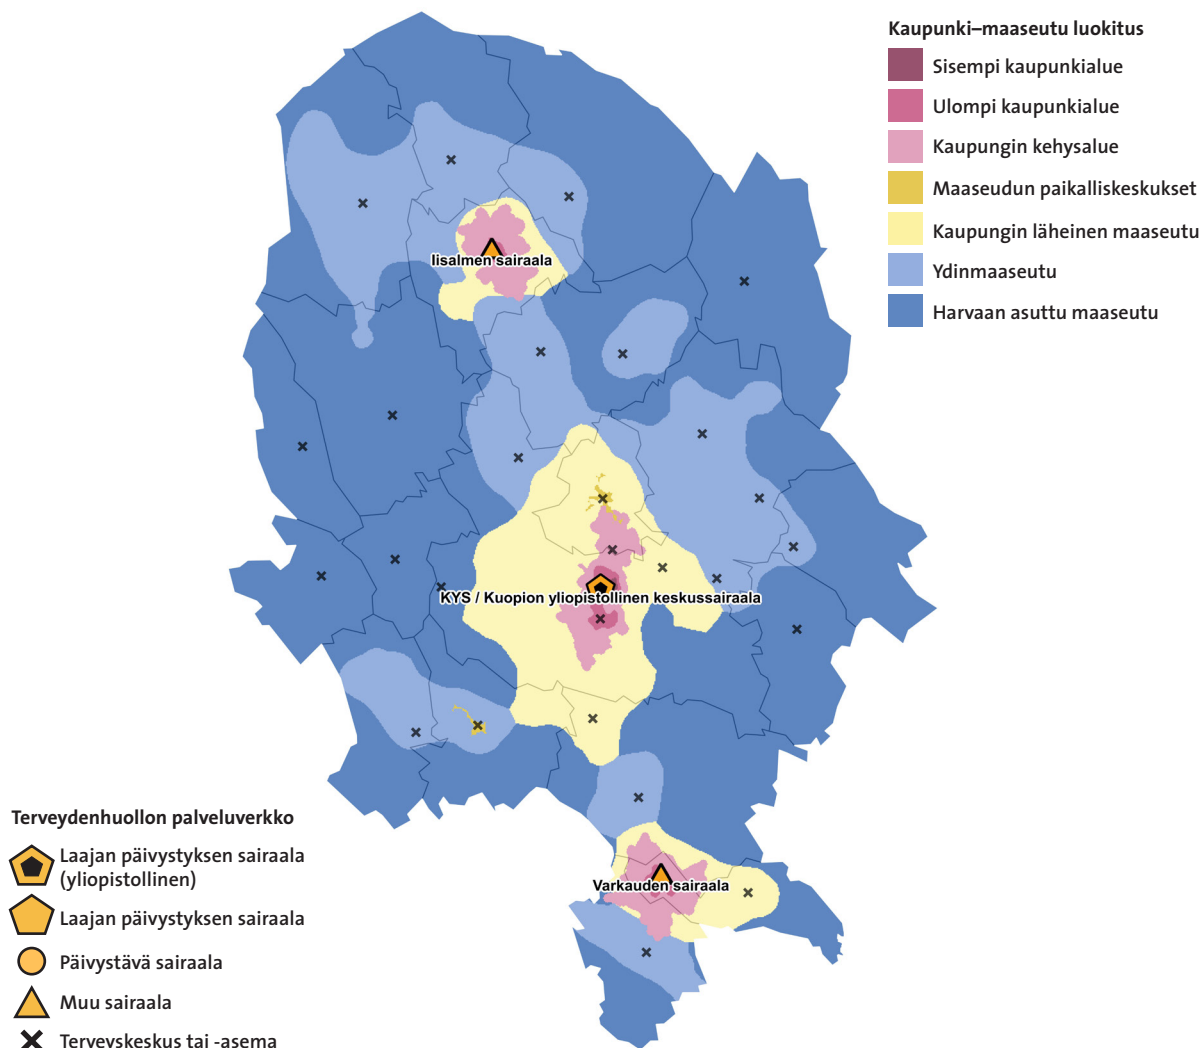 Kaupunki–maaseutu luokitus
Sisempi kaupunkialue
Ulompi kaupunkialue
Kaupungin kehysalue
Maaseudun paikalliskeskukset
Kaupungin läheinen maaseutu
Ydinmaaseutu
Harvaan asuttu maaseutu
Iisalmen sairaala
KYS / Kuopion yliopistollinen keskussairaala
Varkauden sairaala
Terveydenhuollon palveluverkko
Laajan päivystyksen sairaala
(yliopistollinen)
Laajan päivystyksen sairaala
Päivystävä sairaala
Muu sairaala
Terveyskeskus tai -asema